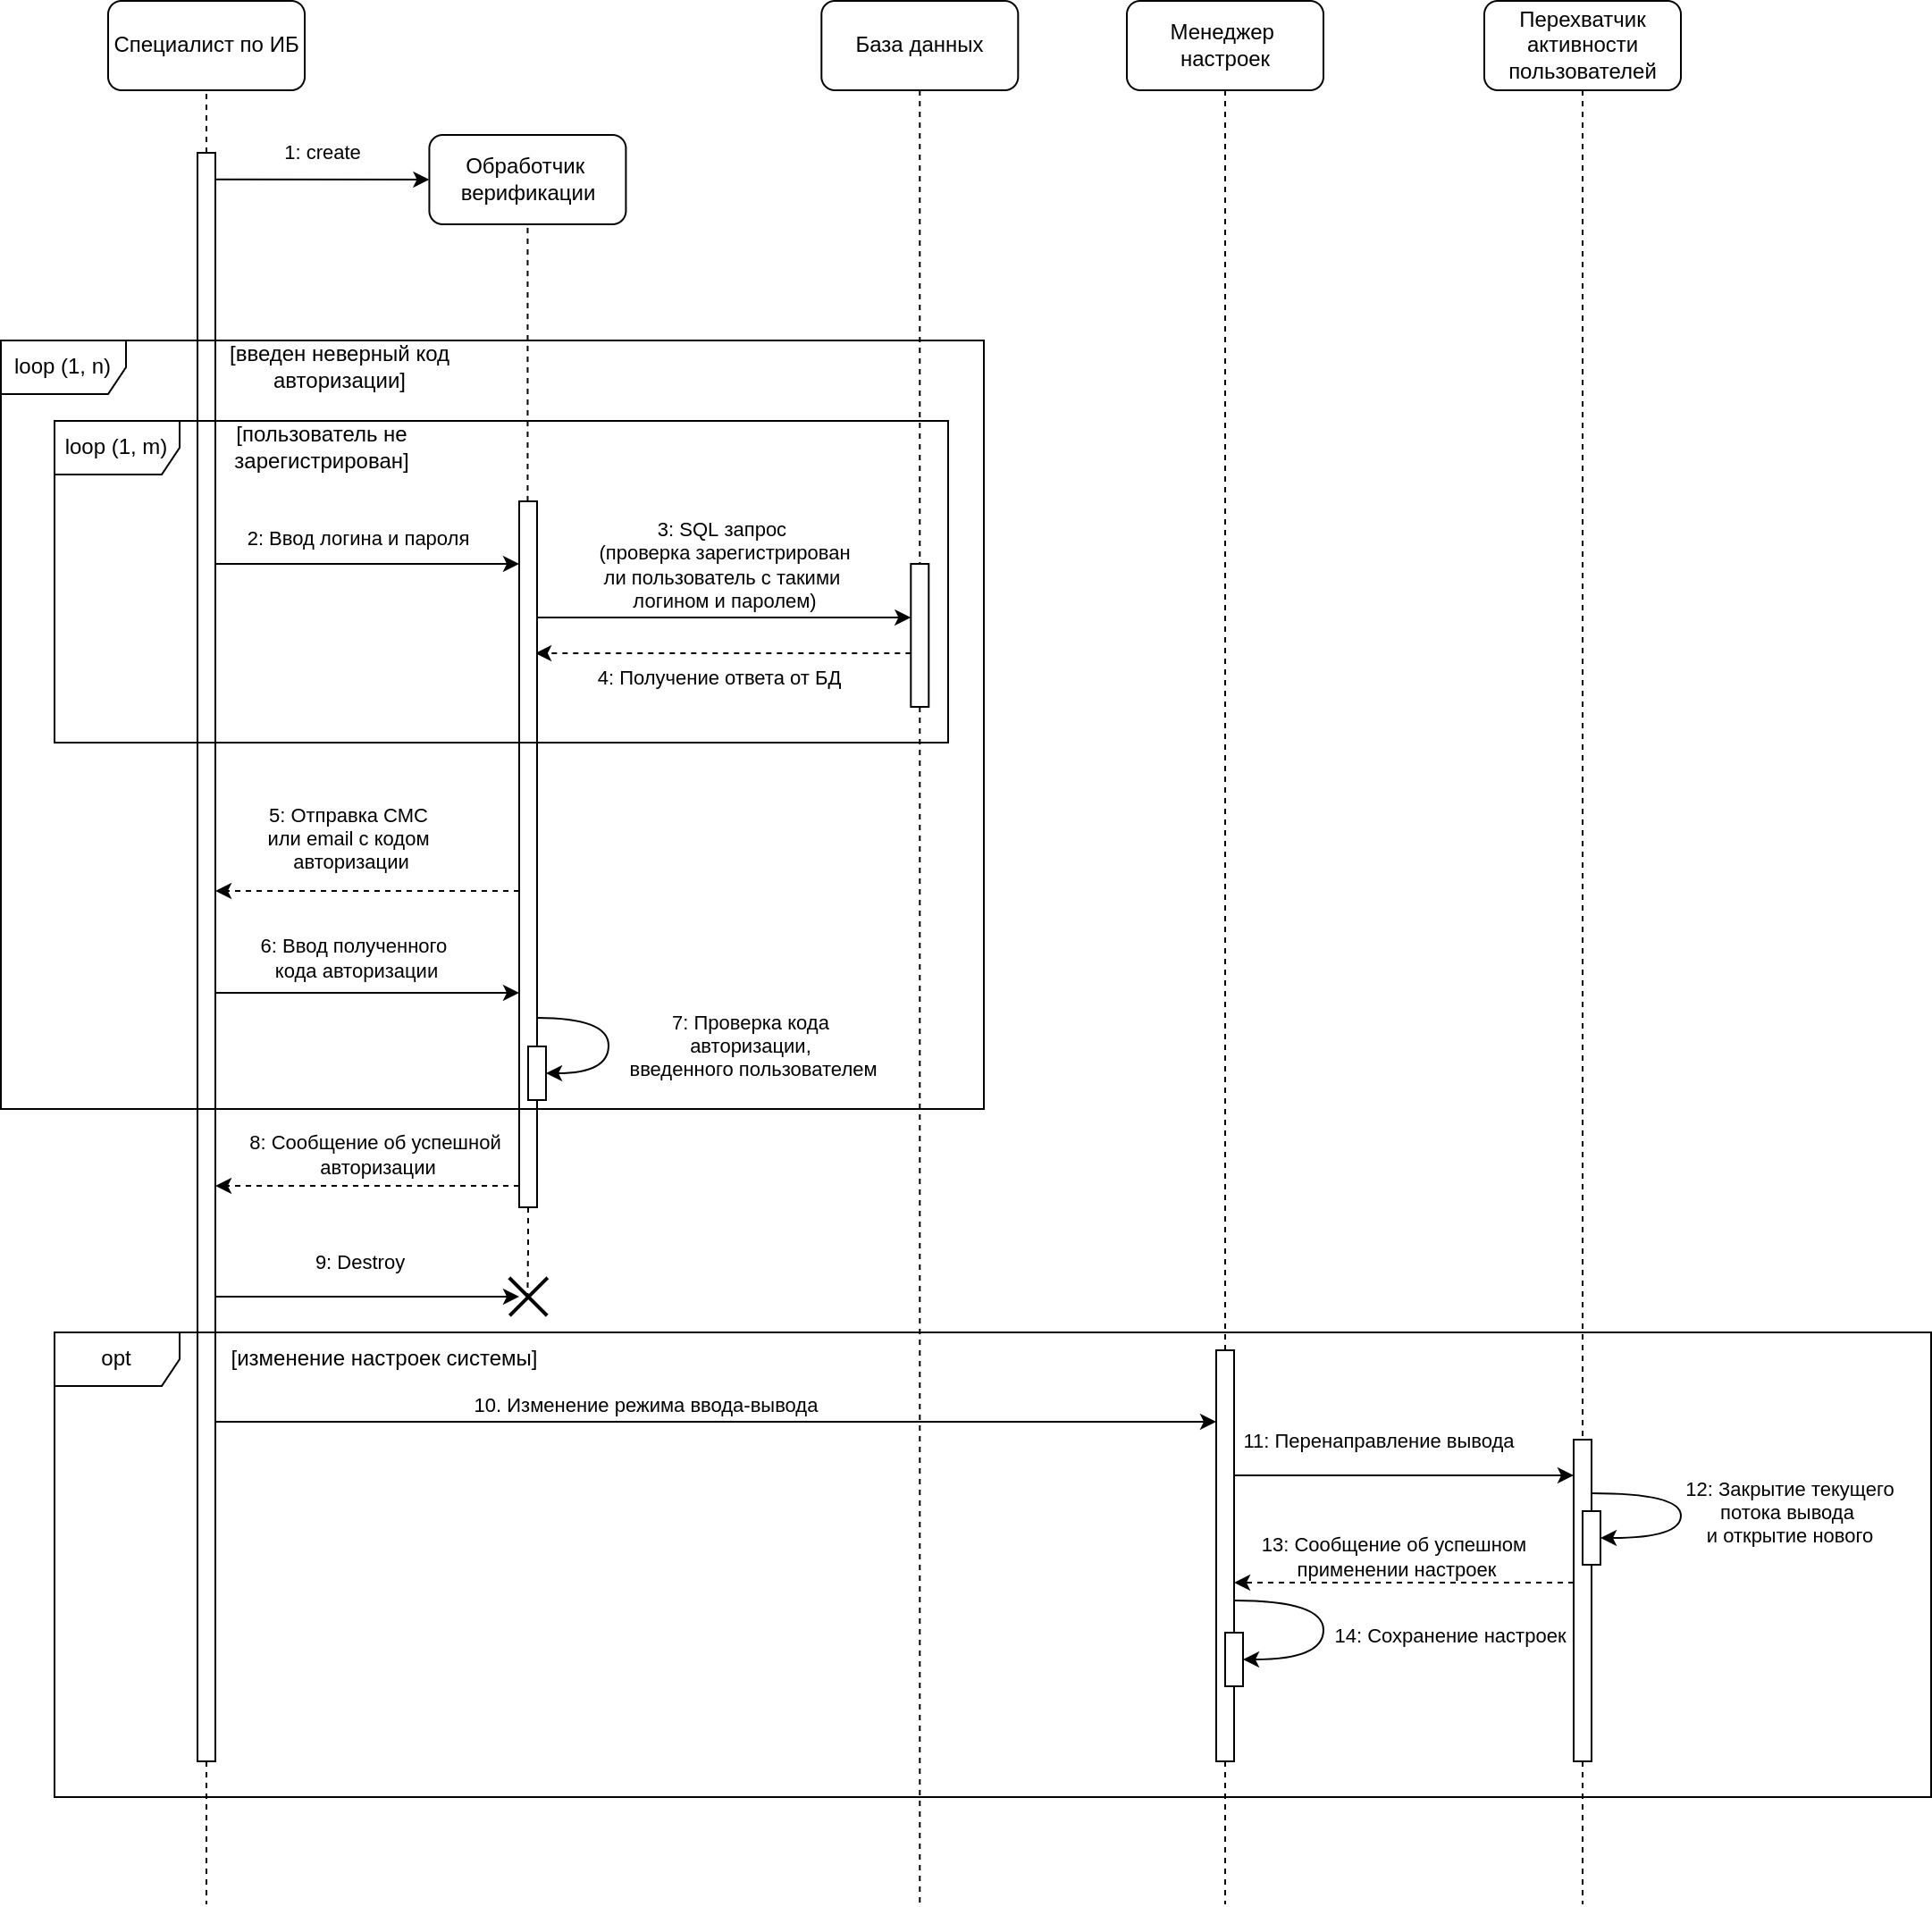 Специалист по ИБ
База данных
Менеджер
настроек
Перехватчик
активности
пользователей
1: create
Обработчик
верификации
loop (1, n)
[введен неверный код
авторизации]
loop (1, m)
[пользователь не
зарегистрирован]
2: Ввод логина и пароля
3: SQL запрос
(проверка зарегистрирован
ли пользователь с такими
логином и паролем)
4: Получение ответа от БД
5: Отправка СМС
или email с кодом
авторизации
6: Ввод полученного
кода авторизации
7: Проверка кода
авторизации,
введенного пользователем
8: Сообщение об успешной
авторизации
9: Destroy
opt
[изменение настроек системы]
10. Изменение режима ввода-вывода
11: Перенаправление вывода
12: Закрытие текущего
потока вывода
и открытие нового
13: Сообщение об успешном
применении настроек
14: Сохранение настроек